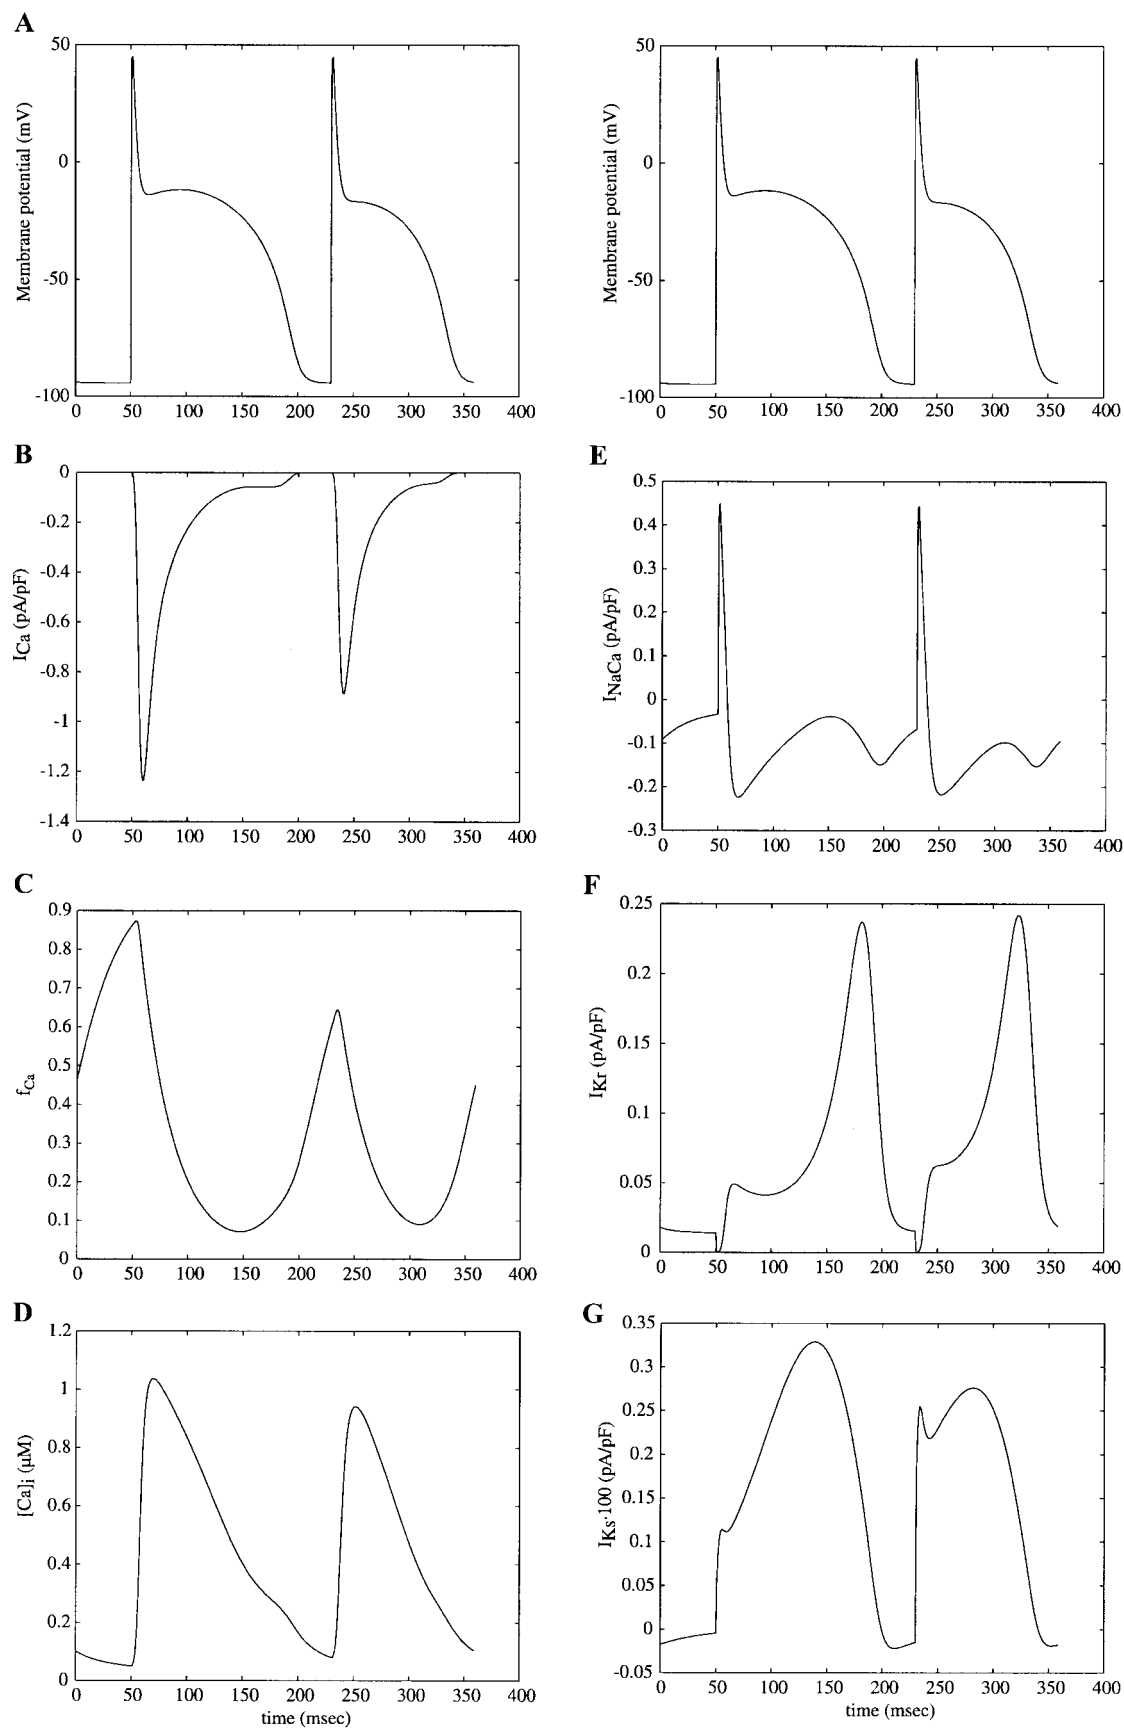 A
50
0
-50
-100
Membrane potential (mV)
0 50 100 150 200 250 300 350 400
50
0
-50
-100
Membrane potential (mV)
0 50 100 150 200 250 300 350 400
B
0
-0.2
-0.4
-0.6
-0.8
-1
-1.2
-1.4
ICa (pA/pF)
0 50 100 150 200 250 300 350 400
E
0.5
0.4
0.3
0.2
0.1
0
-0.1
-0.2
-0.3
INaCa (pA/pF)
0 50 100 150 200 250 300 350 400
C
0.9
0.8
0.7
0.6
0.5
0.4
0.3
0.2
0.1
0
fCa
0 50 100 150 200 250 300 350 400
F
0.25
0.2
0.15
0.1
0.05
0
IKr (pA/pF)
0 50 100 150 200 250 300 350 400
D
1.2
1
0.8
0.6
0.4
0.2
0
[Ca]i (μM)
0 50 100 150 200 250 300 350 400
time (msec)
G
0.35
0.3
0.25
0.2
0.15
0.1
0.05
0
-0.05
IKs·100 (pA/pF)
0 50 100 150 200 250 300 350 400
time (msec)